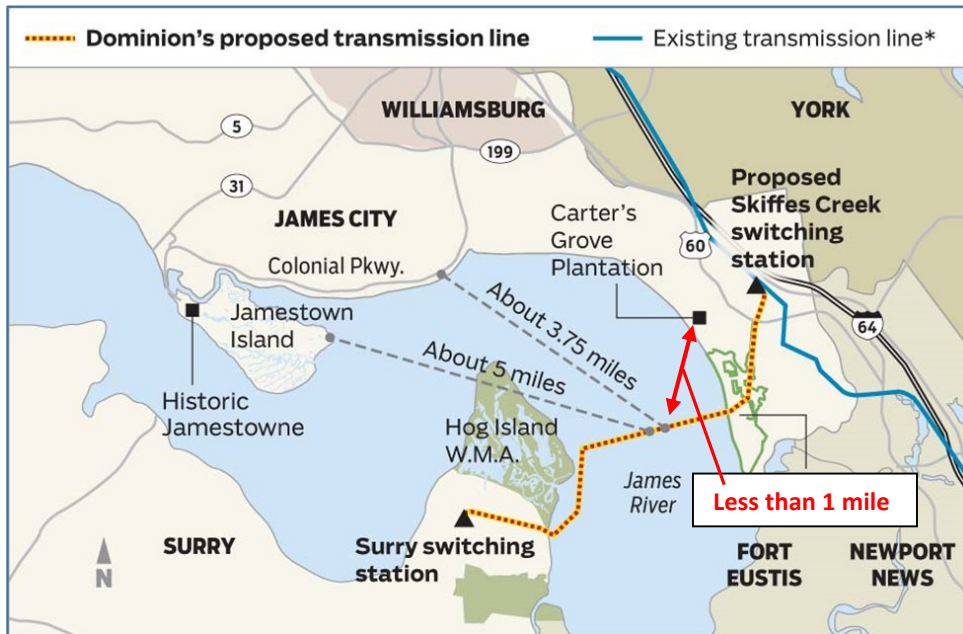 Dominion's proposed transmission line
Existing transmission line*
WILLIAMSBURG
YORK
5
199
31
Proposed
Skiffes Creek
switching
station
Carter's
Grove
Plantation
60
JAMES CITY
Colonial Pkwy.
64
Jamestown
Island
About 3.75 miles
About 5 miles
Historic
Jamestowne
Hog Island
W.M.A.
James
River
Less than 1 mile
N
SURRY
Surry switching
station
FORT
EUSTIS
NEWPORT
NEWS